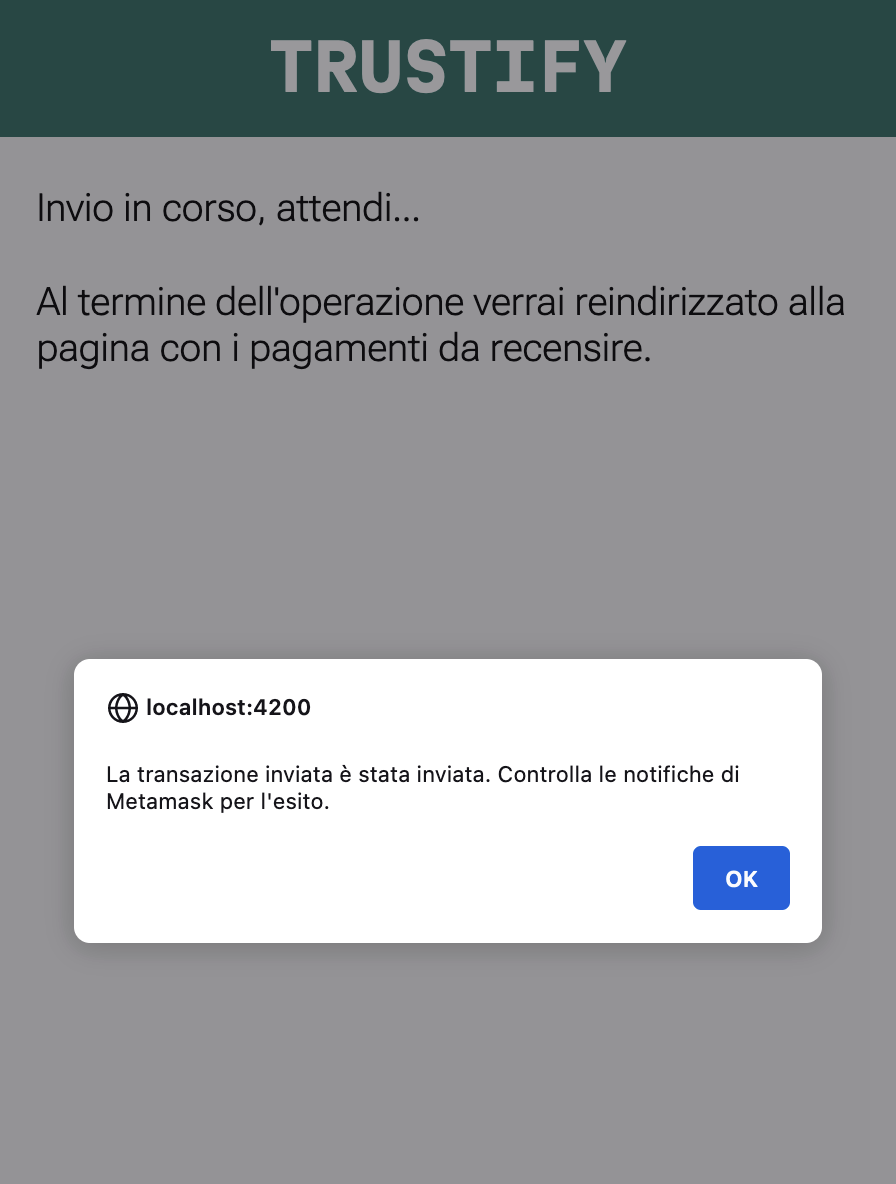 TRUSTIFY
Invio in corso, attendi...
Al termine dell'operazione verrai reindirizzato alla
pagina con i pagamenti da recensire.
localhost:4200
La transazione inviata è stata inviata. Controlla le notifiche di
Metamask per l'esito.
OK